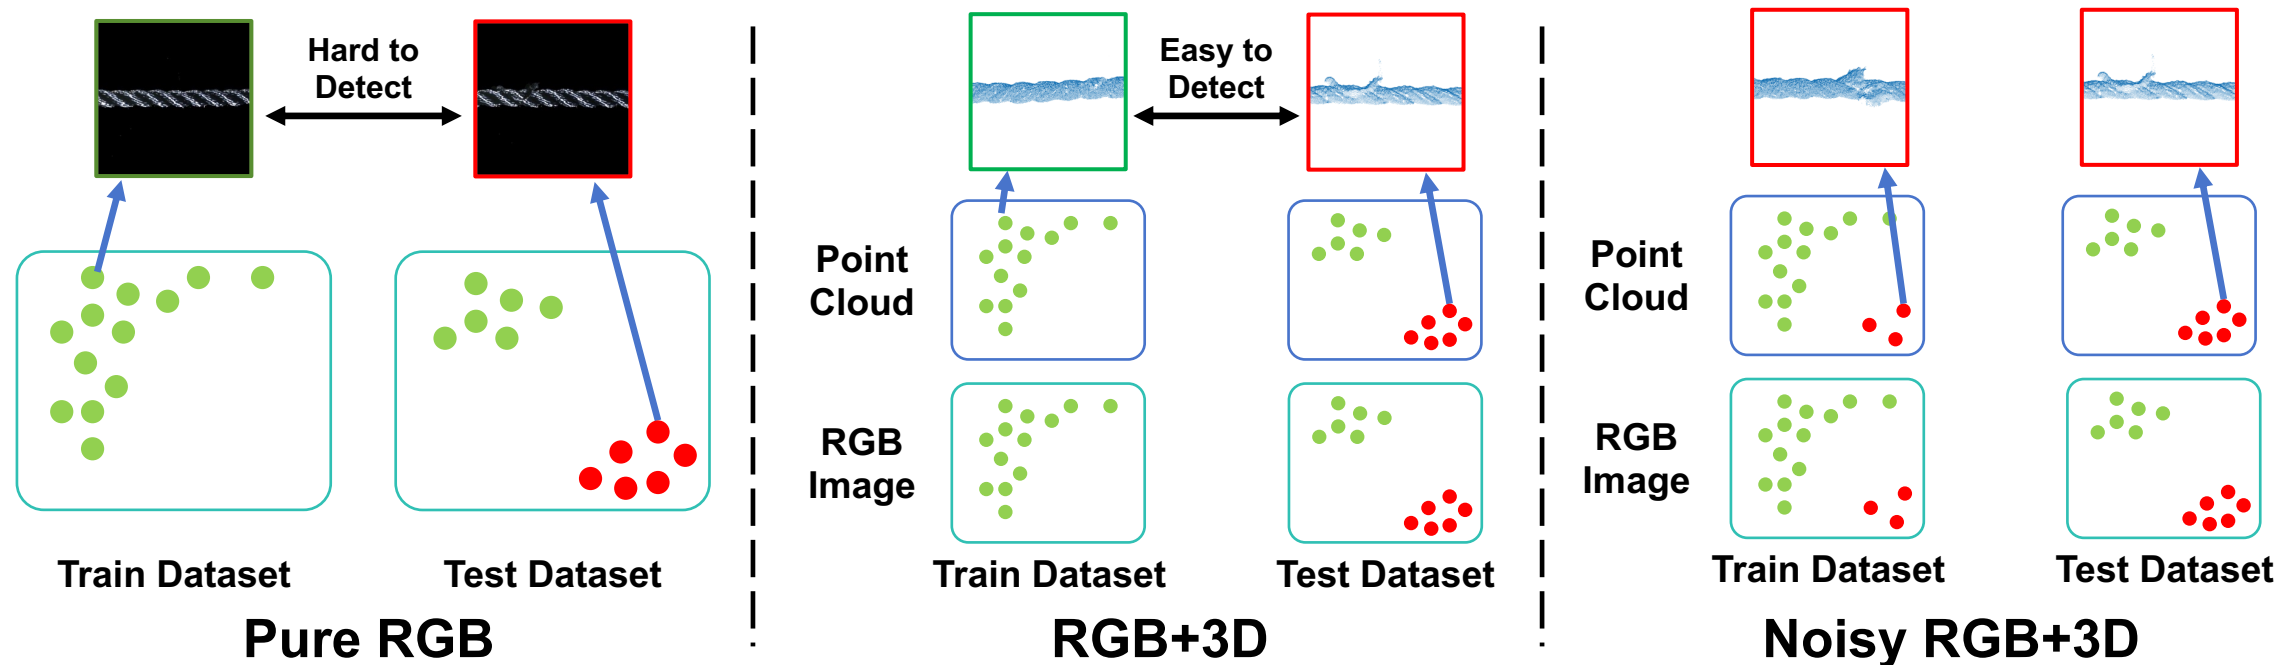 Hard to
Detect
Train Dataset
Test Dataset
Pure RGB
Easy to
Detect
Point
Cloud
RGB
Image
Train Dataset
Test Dataset
RGB+3D
Point
Cloud
RGB
Image
Train Dataset
Test Dataset
Noisy RGB+3D